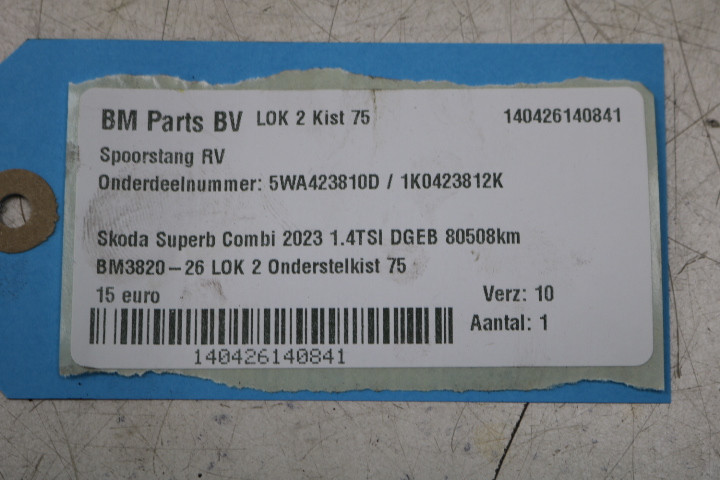 BM Parts BV LOK 2 Kist 75 140426140841
Spoorstang RV
Onderdeelnummer: 5WA423810D / 1K0423812K
Skoda Superb Combi 2023 1.4TSI DGEB 80508km
BM3820-26 LOK 2 Onderstelkist 75
15 euro Verz: 10
Aantal: 1
140426140841